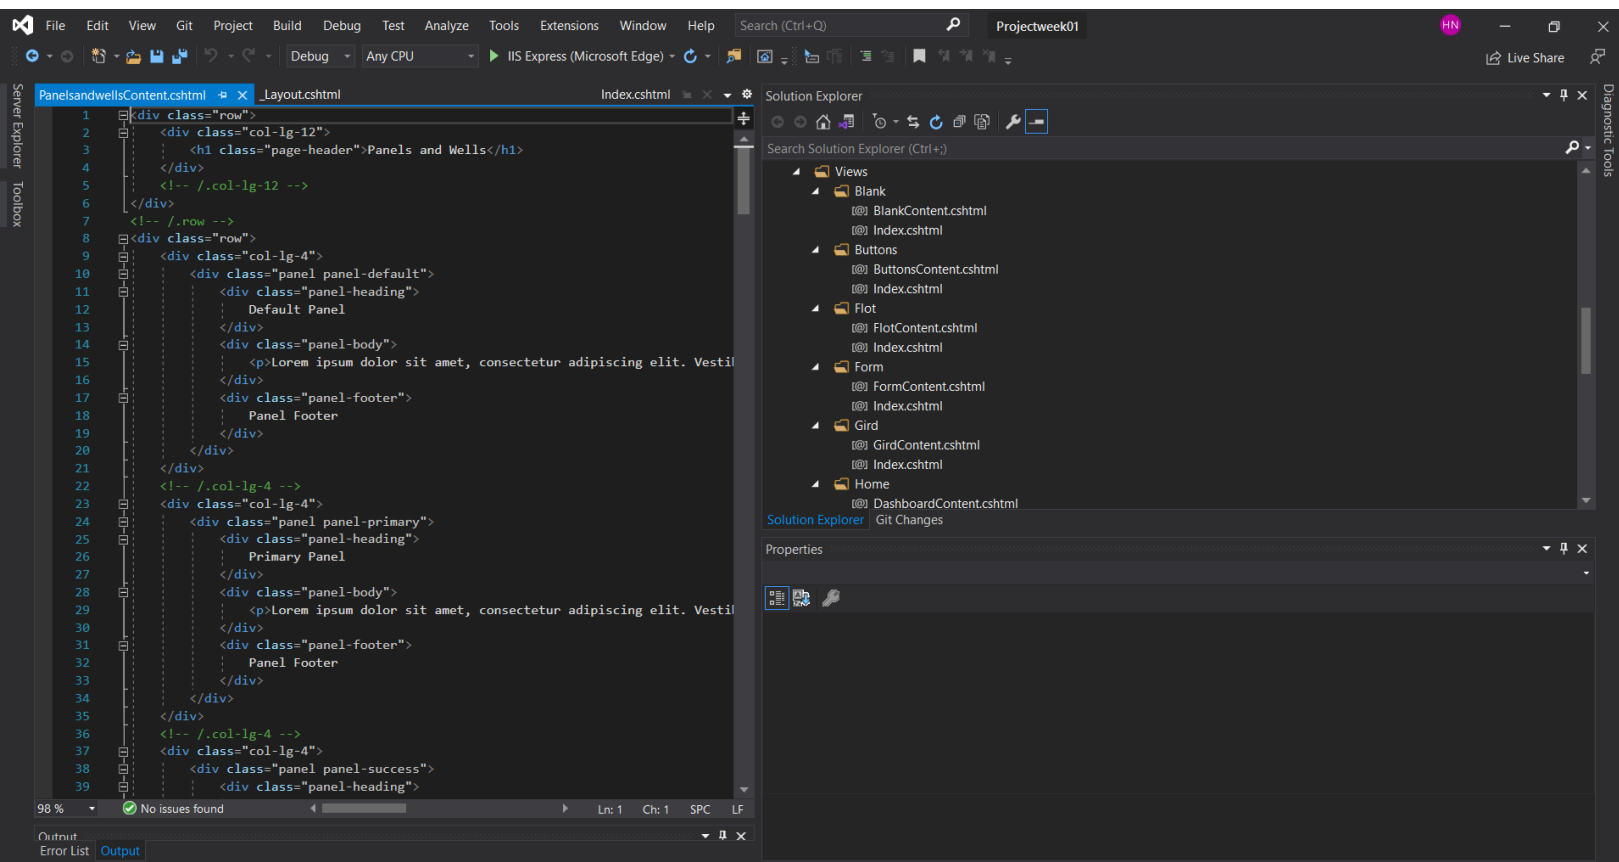 File Edit View Git Project Build Debug Test Analyze Tools Extensions Window Help Search (Ctrl+Q) Projectweek01 HN
Debug Any CPU IIS Express (Microsoft Edge) Live Share
Server Explorer
Toolbox
PanelsandwellsContent.cshtml _Layout.cshtml Index.cshtml
1 <div class="row">
2 <div class="col-lg-12">
3 <h1 class="page-header">Panels and Wells</h1>
4 </div>
5 <!-- /.col-lg-12 -->
6 </div>
7 <!-- /.row -->
8 <div class="row">
9 <div class="col-lg-4">
10 <div class="panel panel-default">
11 <div class="panel-heading">
12 Default Panel
13 </div>
14 <div class="panel-body">
15 <p>Lorem ipsum dolor sit amet, consectetur adipiscing elit. Vesti
16 </div>
17 <div class="panel-footer">
18 Panel Footer
19 </div>
20 </div>
21 </div>
22 <!-- /.col-lg-4 -->
23 <div class="col-lg-4">
24 <div class="panel panel-primary">
25 <div class="panel-heading">
26 Primary Panel
27 </div>
28 <div class="panel-body">
29 <p>Lorem ipsum dolor sit amet, consectetur adipiscing elit. Vesti
30 </div>
31 <div class="panel-footer">
32 Panel Footer
33 </div>
34 </div>
35 </div>
36 <!-- /.col-lg-4 -->
37 <div class="col-lg-4">
38 <div class="panel panel-success">
39 <div class="panel-heading">
98 % No issues found Ln: 1 Ch: 1 SPC LF
Output
Error List Output
Solution Explorer
Search Solution Explorer (Ctrl+;)
Views
Blank
BlankContent.cshtml
Index.cshtml
Buttons
ButtonsContent.cshtml
Index.cshtml
Flot
FlotContent.cshtml
Index.cshtml
Form
FormContent.cshtml
Index.cshtml
Gird
GirdContent.cshtml
Index.cshtml
Home
DashboardContent.cshtml
Solution Explorer Git Changes
Properties
Diagnostic Tools